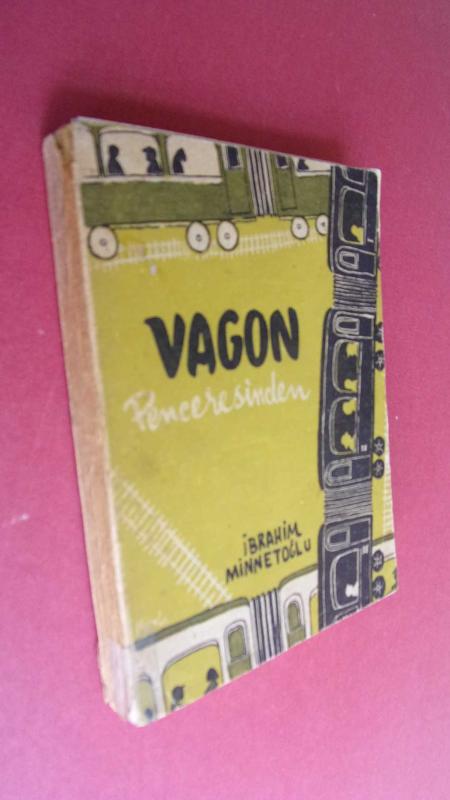 VAGON
Penceresinden
İBRAHİM
MİNNETOĞLU